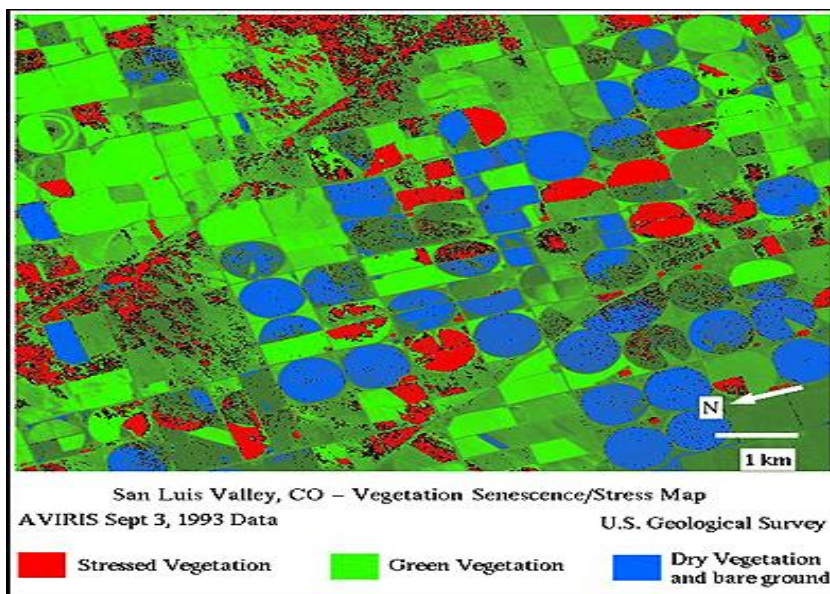 N
1 km
San Luis Valley, CO – Vegetation Senescence/Stress Map
AVIRIS Sept 3, 1993 Data
U.S. Geological Survey
Stressed Vegetation
Green Vegetation
Dry Vegetation
and bare ground